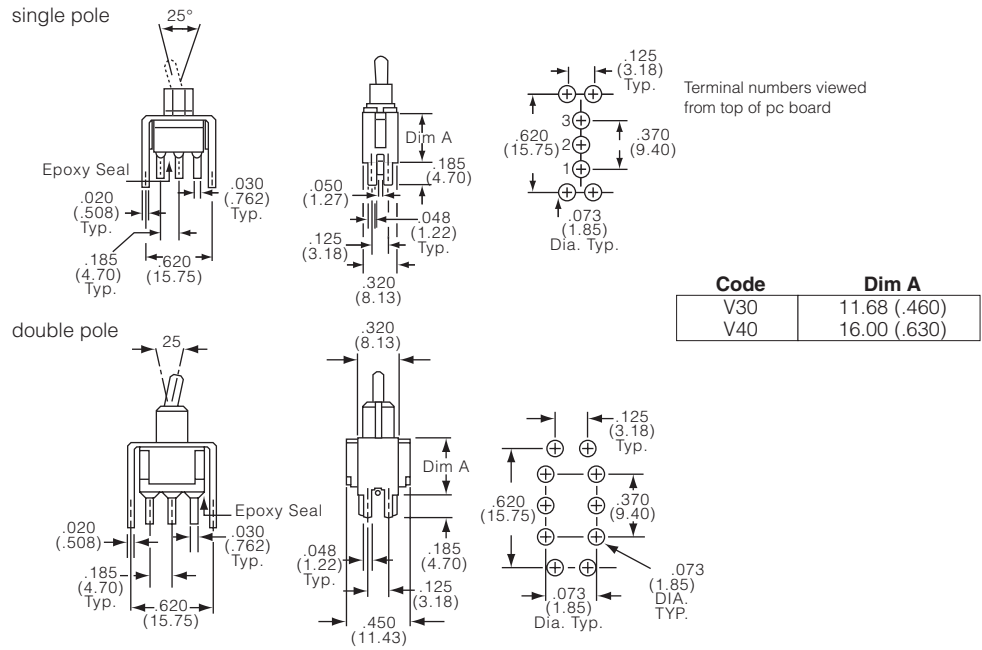 single pole
25°
Epoxy Seal
.020
(.508)
Typ.
.030
(.762)
Typ.
.185
(4.70)
Typ.
.620
(15.75)
Dim A
.185
(4.70)
.050
(1.27)
.048
(1.22)
Typ.
.125
(3.18)
.320
(8.13)
.125
(3.18)
Typ.
3
2
1
.620
(15.75)
.370
(9.40)
.073
(1.85)
Dia. Typ.
Terminal numbers viewed
from top of pc board
Code Dim A
V30 11.68 (.460)
V40 16.00 (.630)
double pole
25
Epoxy Seal
.020
(.508)
.030
(.762)
Typ.
.185
(4.70)
Typ.
.620
(15.75)
.320
(8.13)
Dim A
.048
(1.22)
Typ.
.185
(4.70)
.125
(3.18)
.450
(11.43)
.125
(3.18)
Typ.
.620
(15.75)
.370
(9.40)
.073
(1.85)
Dia. Typ.
.073
(1.85)
DIA.
TYP.